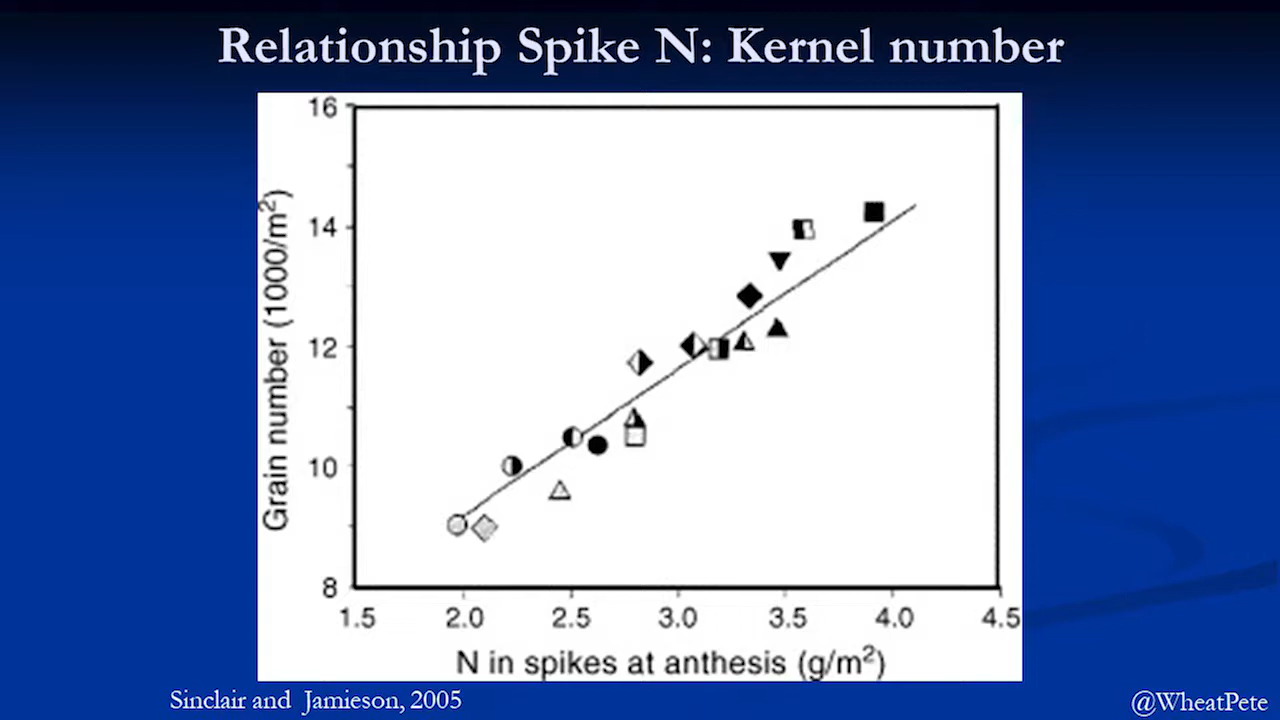 Relationship Spike N: Kernel number
Grain number (1000/m²)
16
14
12
10
8
1.5 2.0 2.5 3.0 3.5 4.0 4.5
N in spikes at anthesis (g/m²)
Sinclair and Jamieson, 2005
@WheatPete